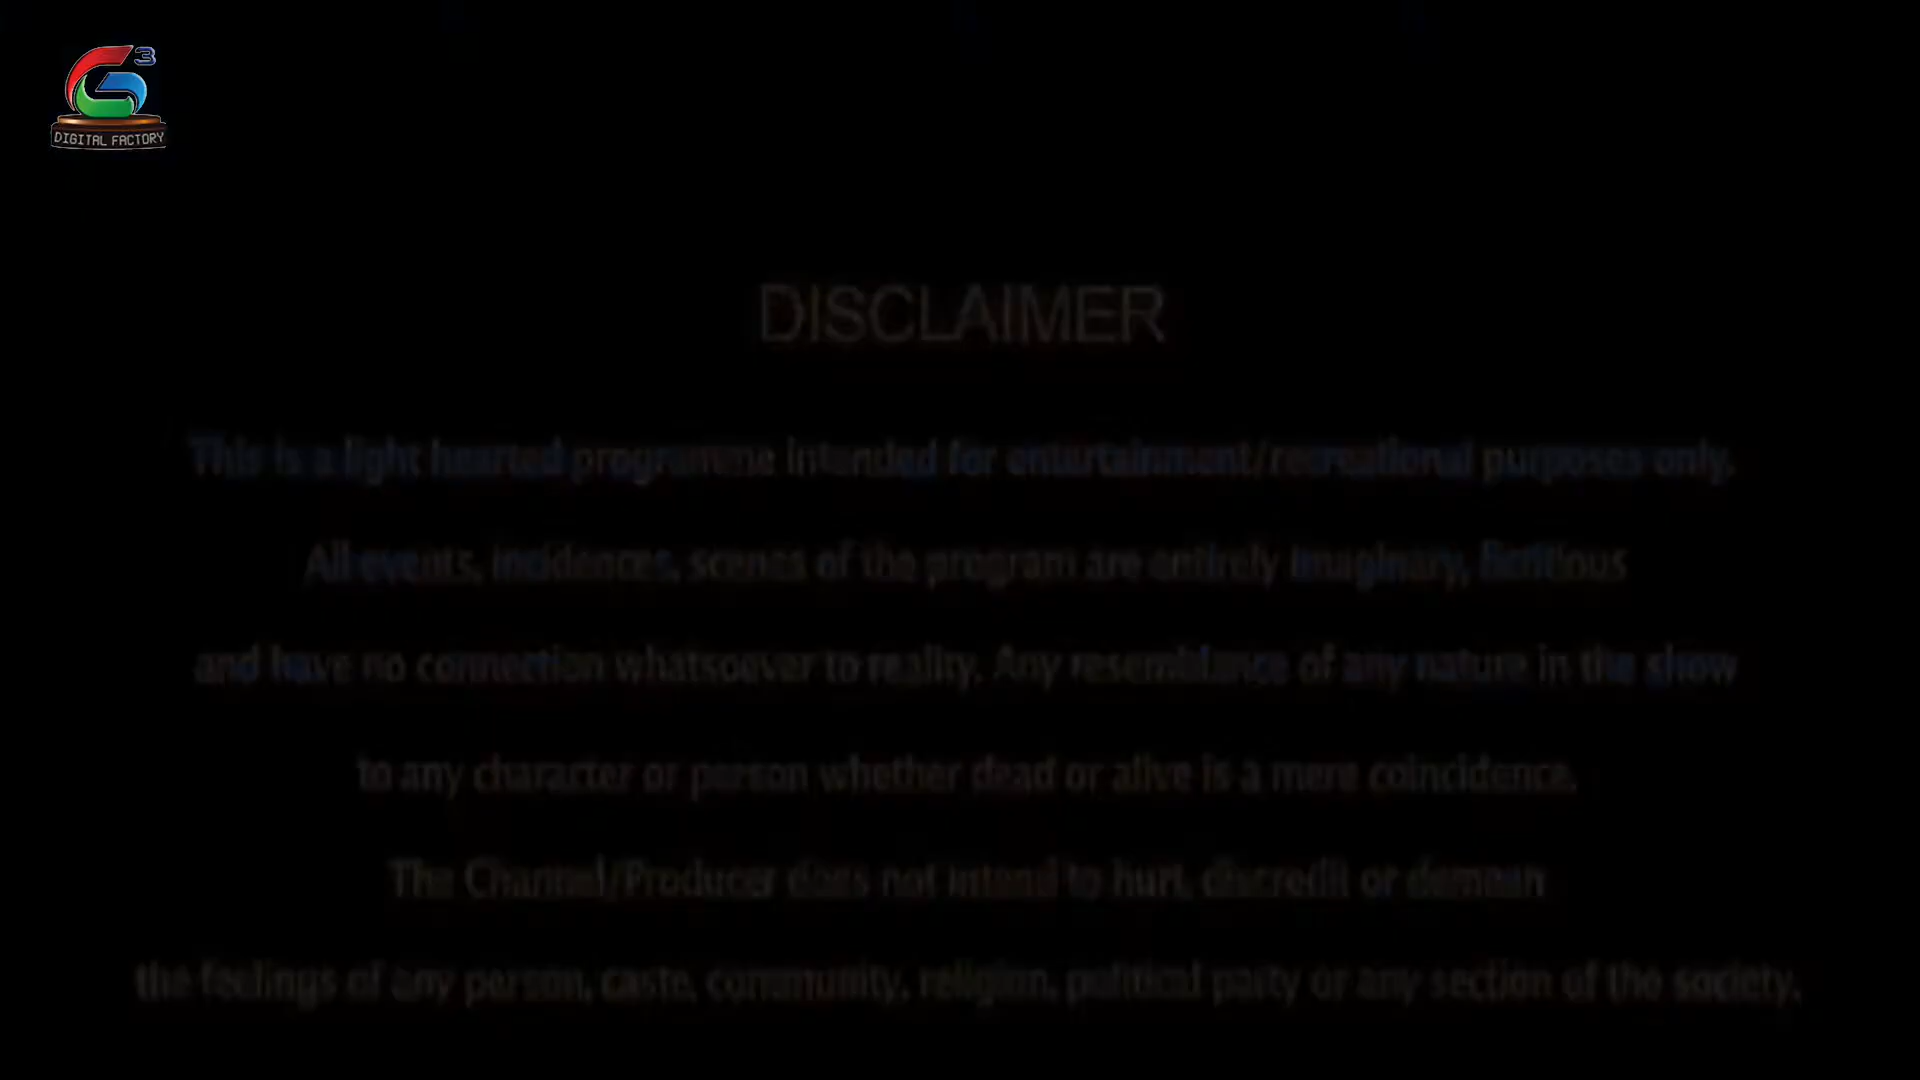 3
DIGITAL FACTORY
DISCLAIMER
This is a light hearted programme intended for entertainment/recreational purposes only.
All events, incidences, scenes of the program are entirely imaginary, fictitious
and have no connection whatsoever to reality. Any resemblance of any nature in the show
to any character or person whether dead or alive is a mere coincidence.
The Channel/Producer does not intend to hurt, discredit or demean
the feelings of any person, caste, community, religion, political party or any section of the society.